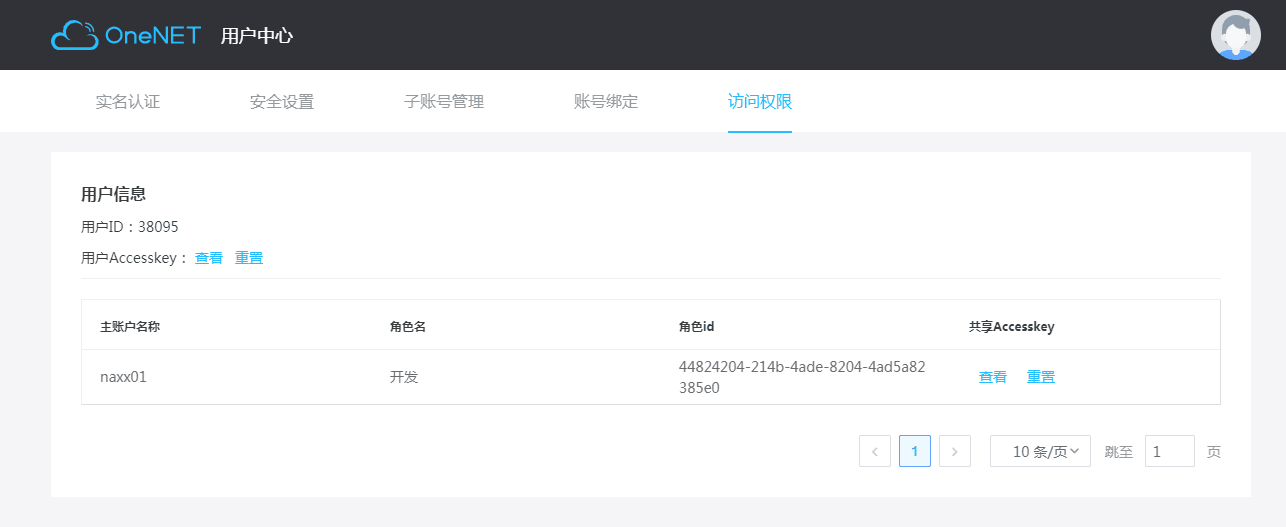 OneNET 用户中心
实名认证 安全设置 子账号管理 账号绑定 访问权限
用户信息
用户ID：38095
用户Accesskey： 查看 重置
主账户名称 角色名 角色id 共享Accesskey
naxx01 开发 44824204-214b-4ade-8204-4ad5a82
385e0 查看 重置
1 10 条/页 跳至 1 页